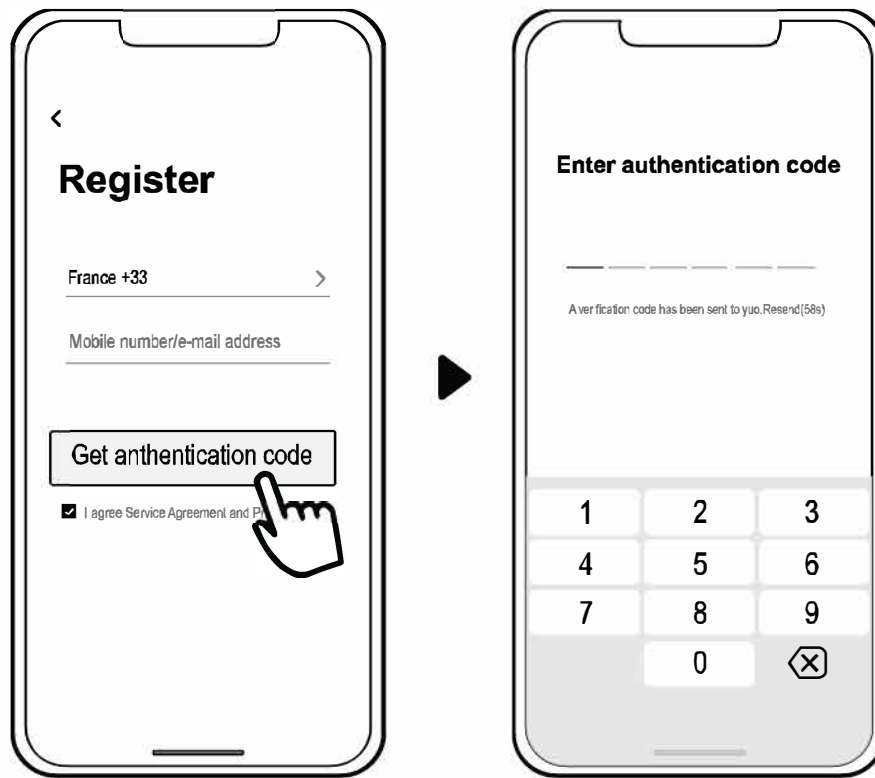 Register
France +33
Mobile number/e-mail address
Get anthentication code
I agree Service Agreement and
Enter authentication code
A verfication code has been sent to yuo.Resend(58s)
1 2 3
4 5 6
7 8 9
0